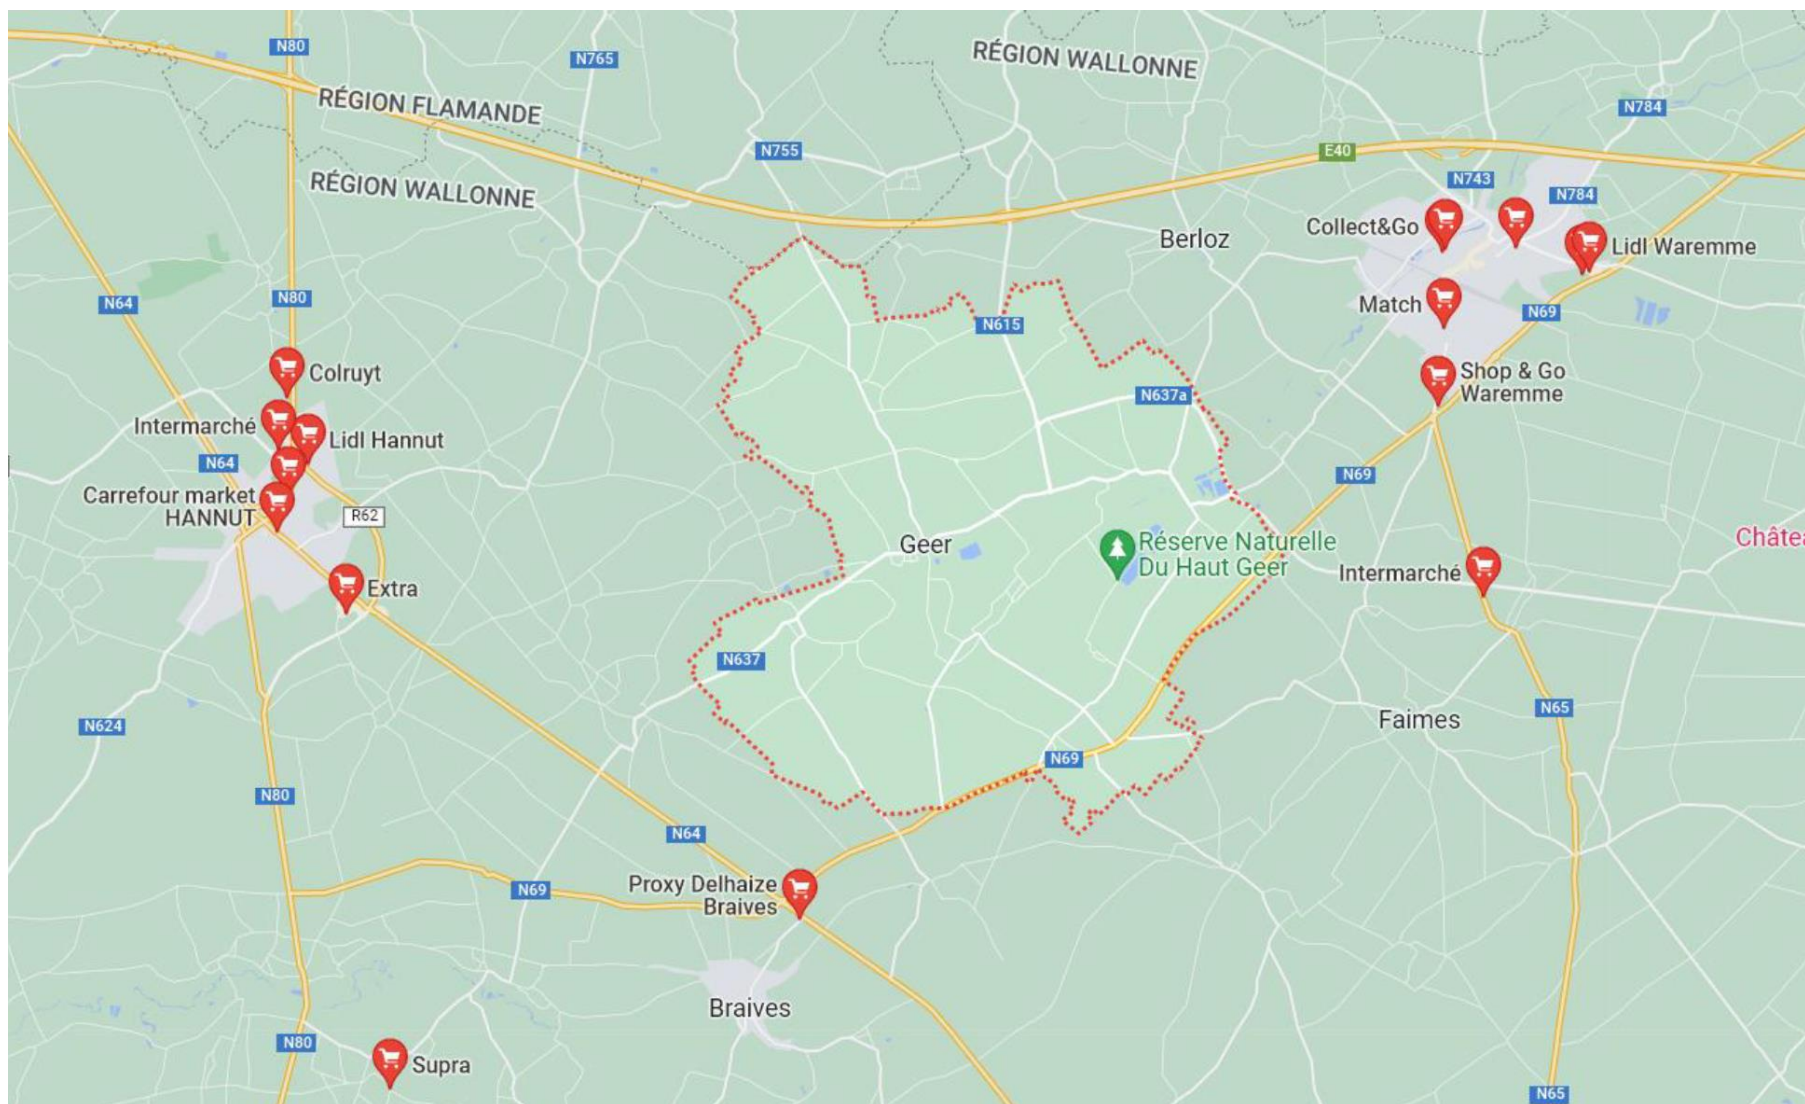 N80
N765
RÉGION WALLONNE
RÉGION FLAMANDE
N784
N755
E40
RÉGION WALLONNE
N743
N784
Collect&Go
Berloz
Lidl Waremme
N64
N80
Match
N69
N615
Colruyt
Shop & Go
Waremme
N637a
Intermarché
Lidl Hannut
N64
N69
Carrefour market
HANNUT
R62
Geer
Réserve Naturelle
Du Haut Geer
Châtea
Intermarché
Extra
N637
N65
Faimes
N624
N69
N80
N64
Proxy Delhaize
Braives
N69
Braives
N80
Supra
N65